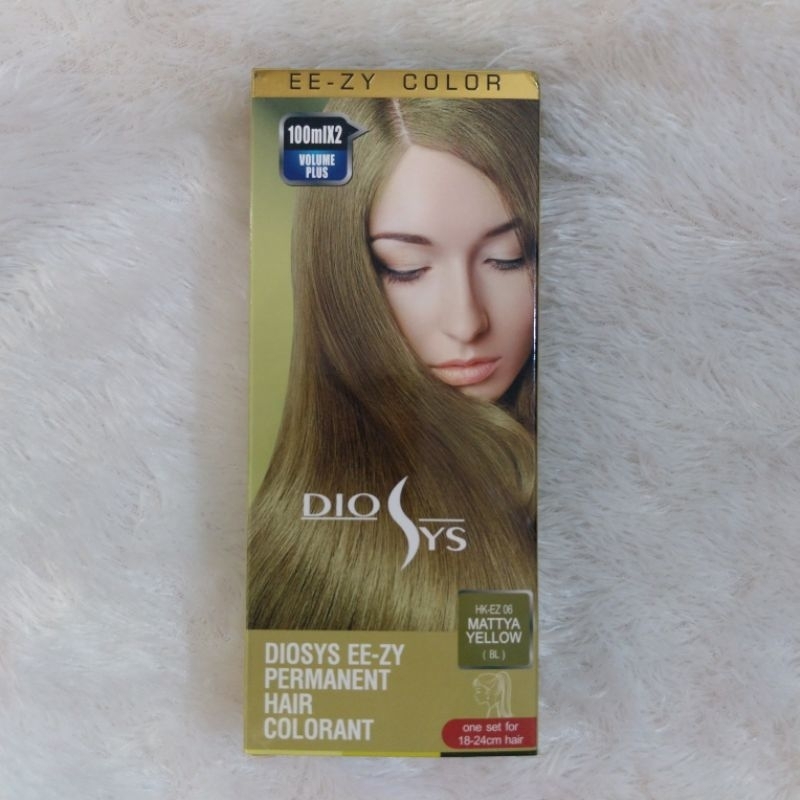 EE-ZY COLOR
100mlX2
VOLUME
PLUS
DIOSYS
HK-EZ 06
MATTYA
YELLOW
( BL )
DIOSYS EE-ZY
PERMANENT
HAIR
COLORANT
one set for
18-24cm hair